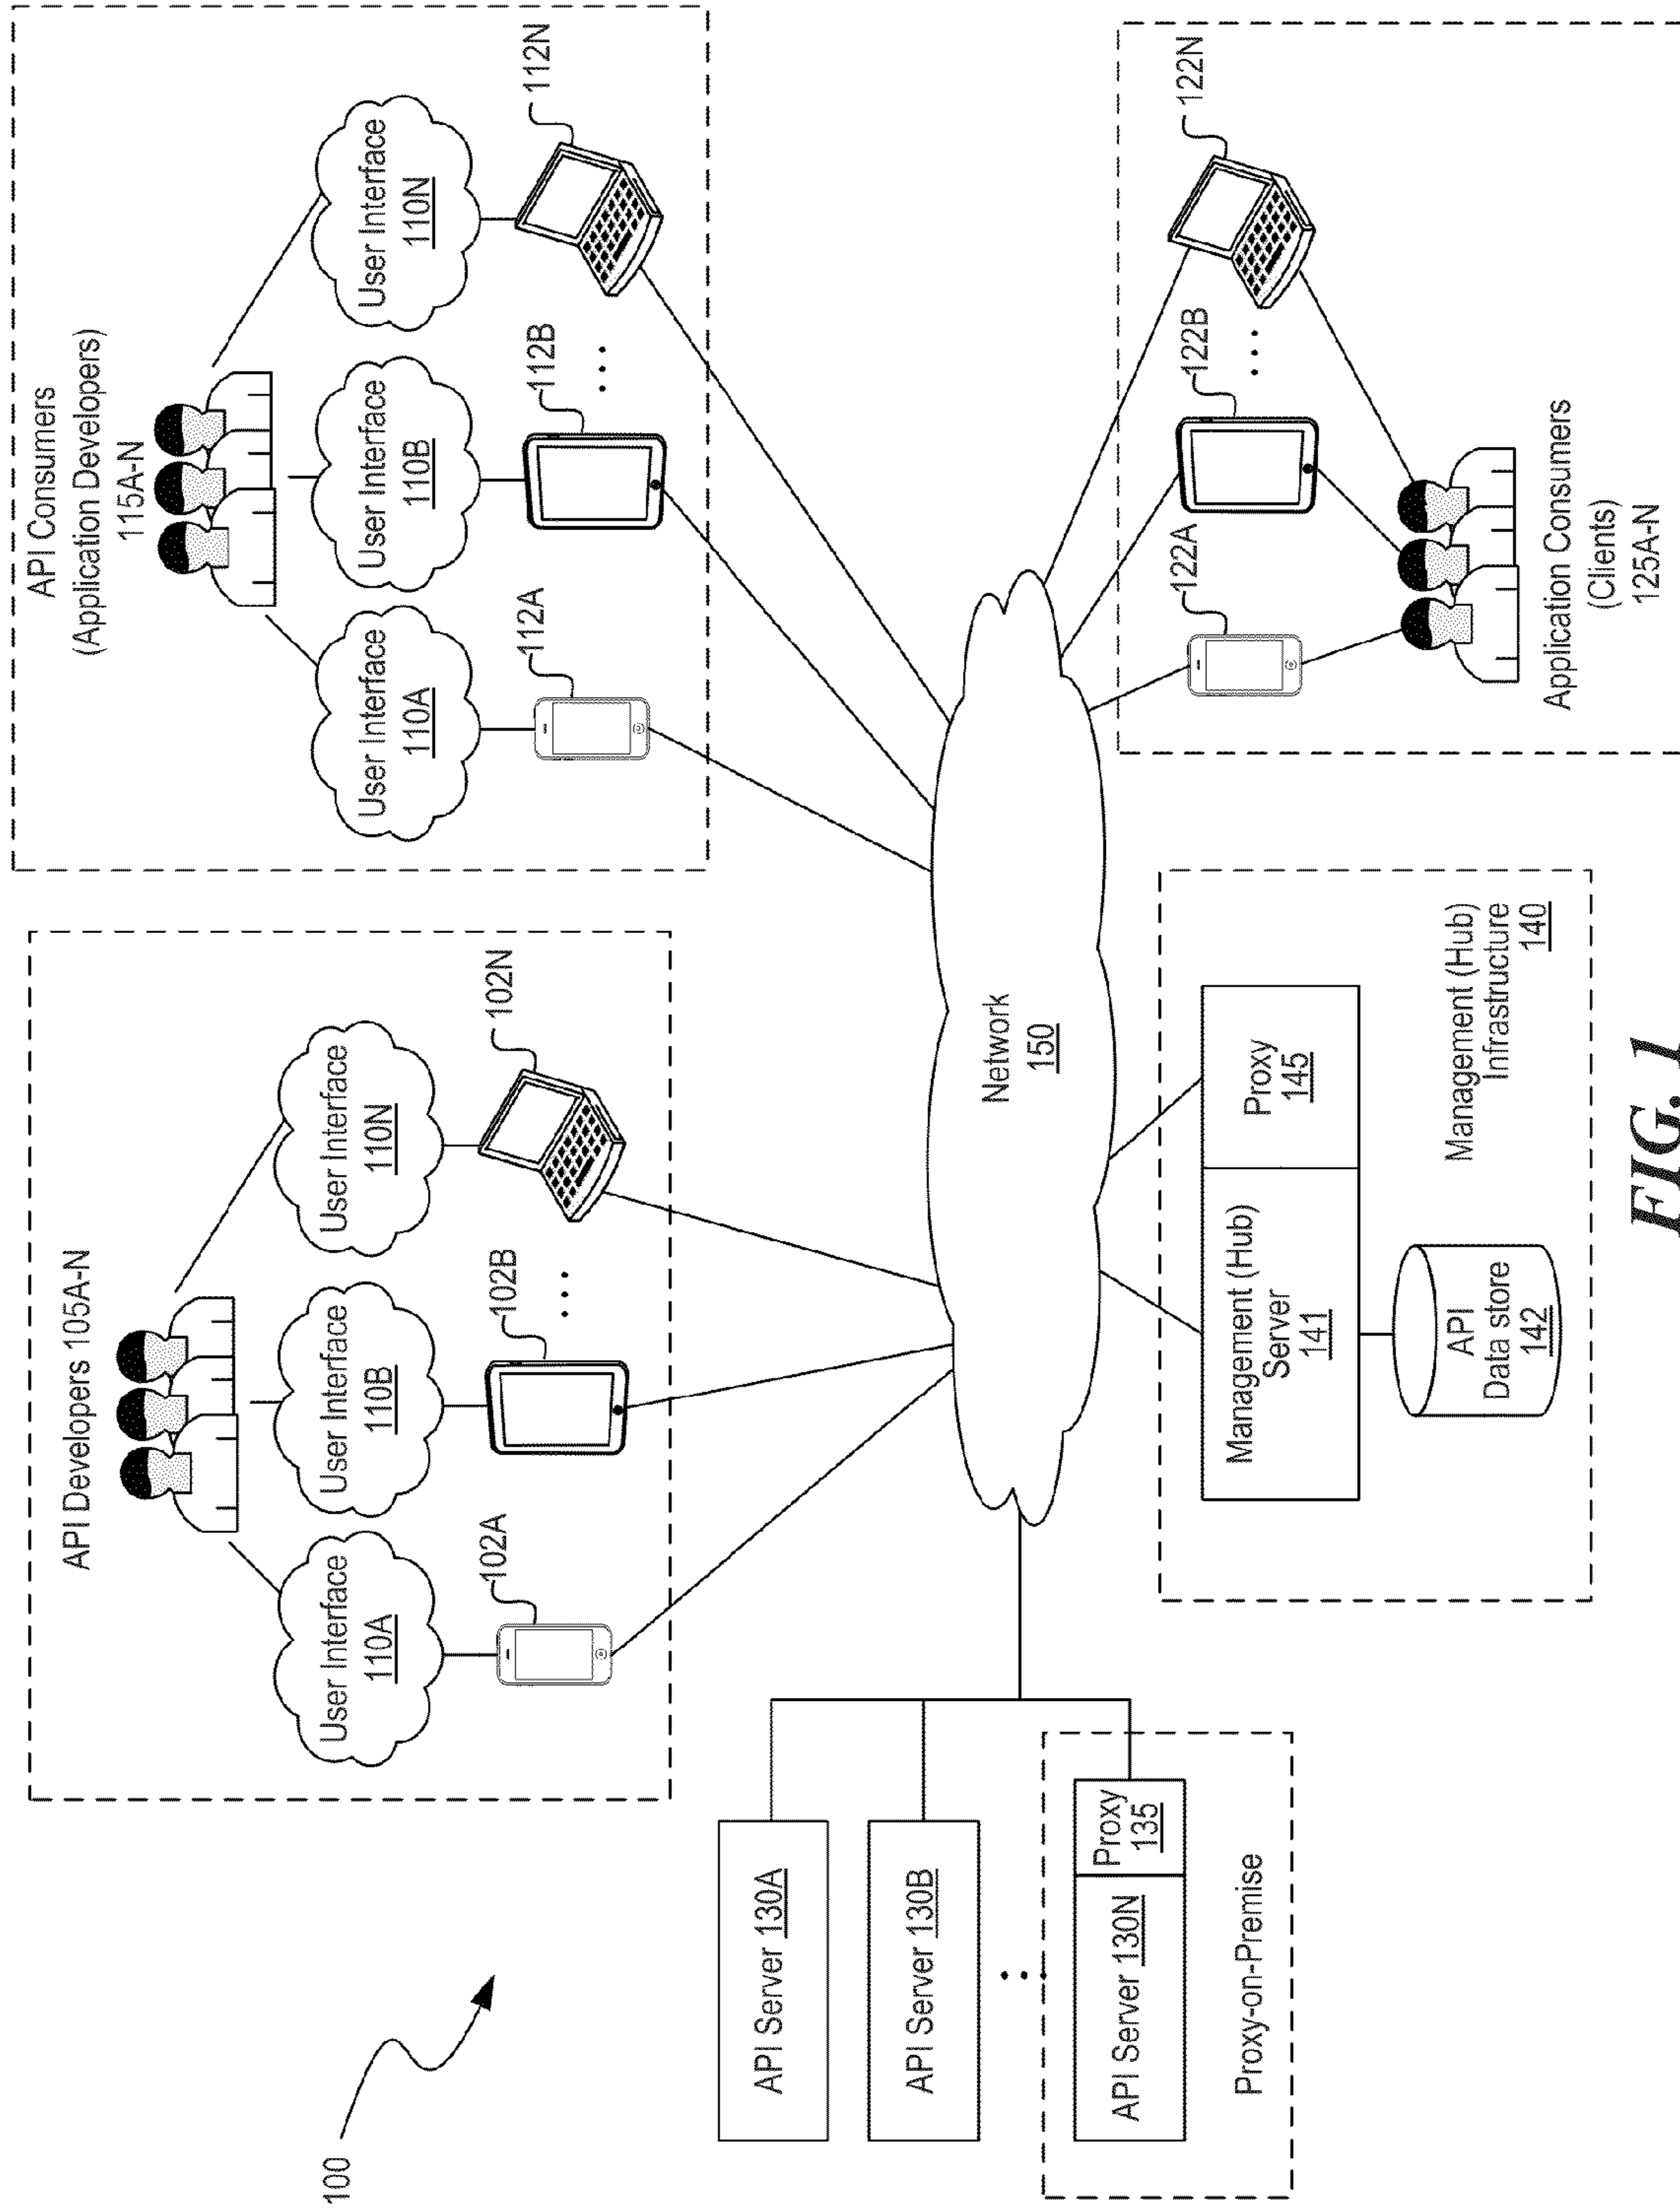 100
API Developers 105A-N
User Interface
110A
User Interface
110B
User Interface
110N
102A
102B
102N
API Consumers
(Application Developers)
115A-N
User Interface
110A
User Interface
110B
User Interface
110N
112A
112B
112N
API Server 130A
API Server 130B
API Server 130N
Proxy
135
Proxy-on-Premise
Network
150
Management (Hub)
Server
141
Proxy
145
API
Data store
142
Management (Hub)
Infrastructure
140
122A
122B
122N
Application Consumers
(Clients)
125A-N
FIG. 1